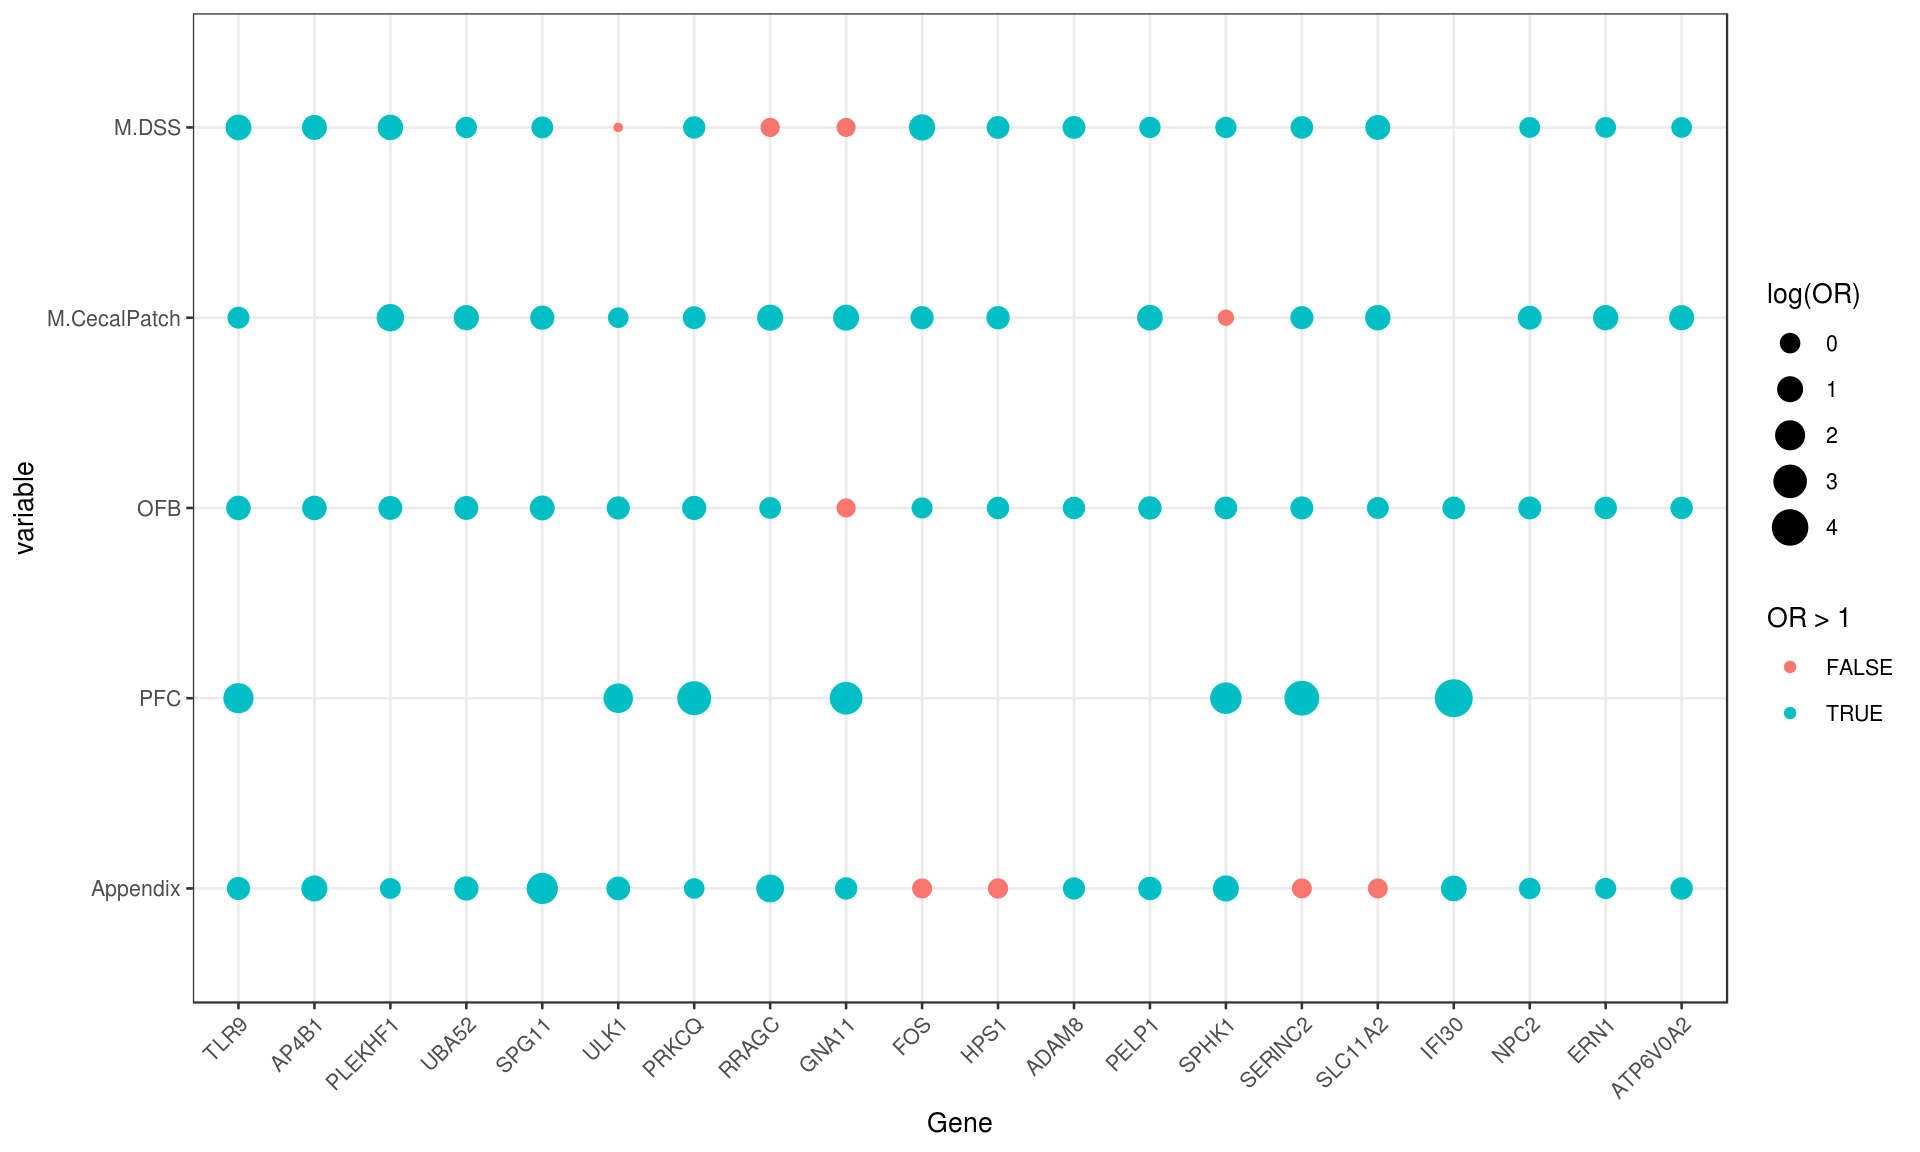 M.DSS
M.CecalPatch
OFB
PFC
Appendix
variable
TLR9
AP4B1
PLEKHF1
UBA52
SPG11
ULK1
PRKCQ
RRAGC
GNA11
FOS
HPS1
ADAM8
PELP1
SPHK1
SERINC2
SLC11A2
IFI30
NPC2
ERN1
ATP6V0A2
Gene
log(OR)
0
1
2
3
4
OR > 1
FALSE
TRUE